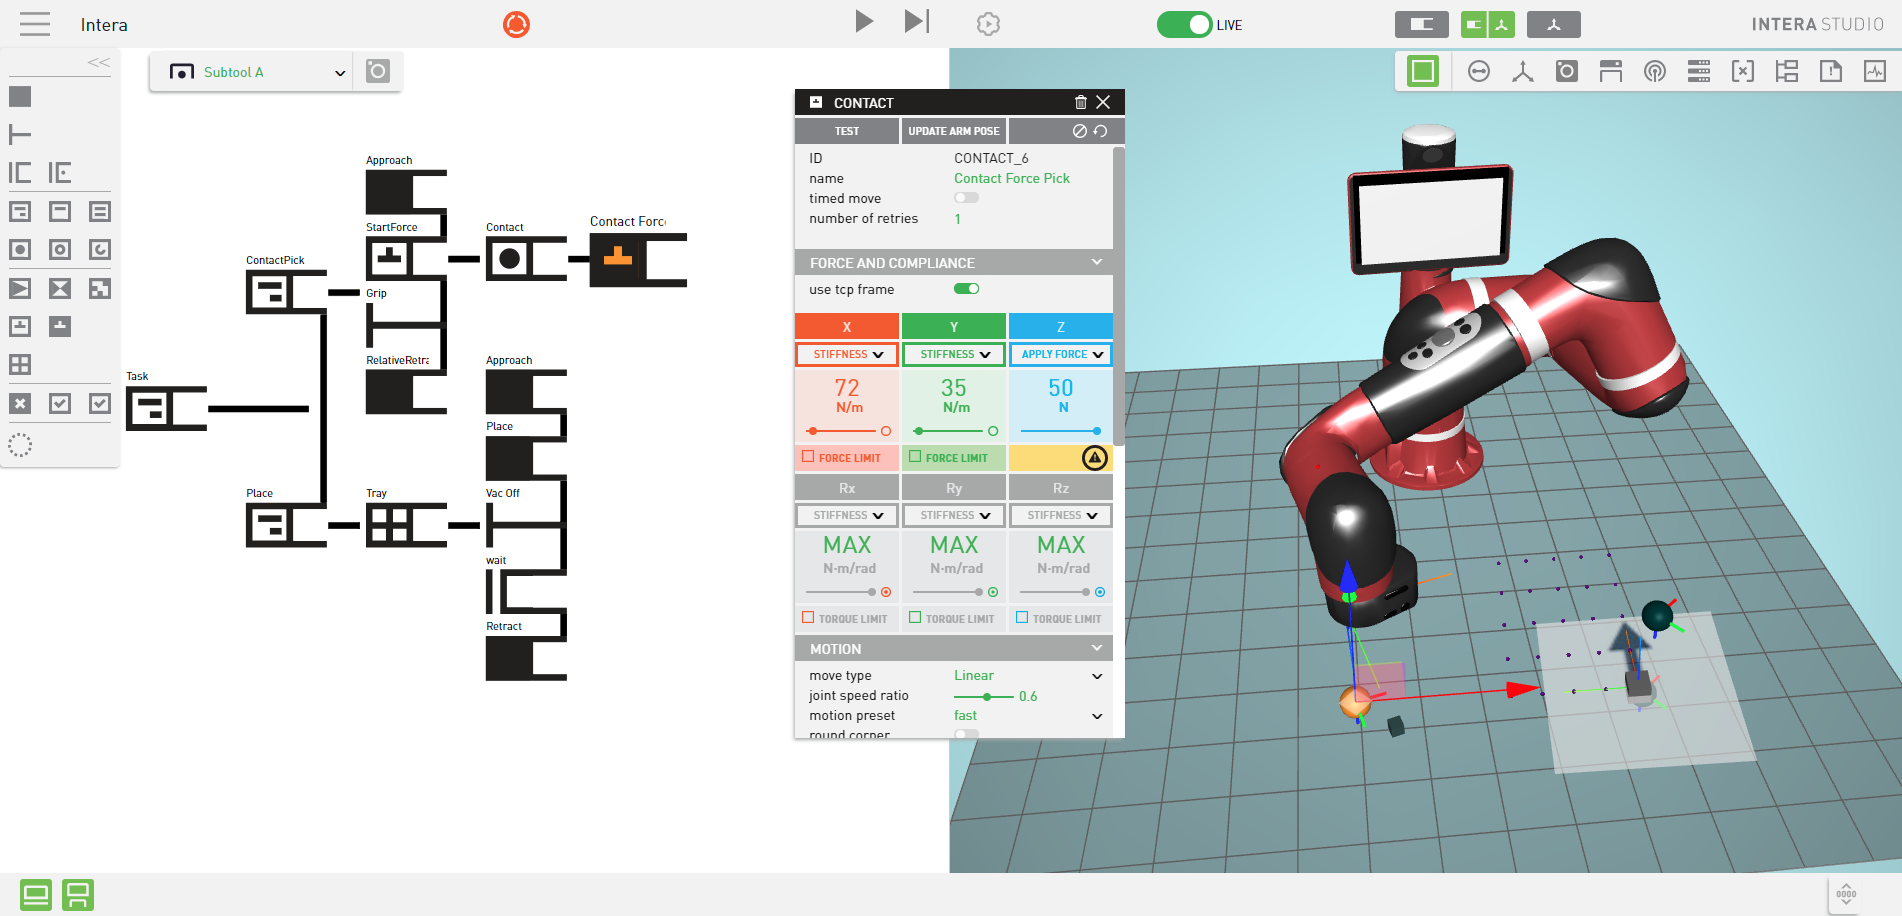 Intera
LIVE
INTERA STUDIO
<<
Subtool A
Approach
StartForce
Contact
Contact Forc
ContactPick
Grip
RelativeRetra
Approach
Task
Place
Place
Tray
Vac Off
wait
Retract
CONTACT
TEST
UPDATE ARM POSE
ID CONTACT_6
name Contact Force Pick
timed move
number of retries 1
FORCE AND COMPLIANCE
use tcp frame
X Y Z
STIFFNESS STIFFNESS APPLY FORCE
72 35 50
N/m N/m N
FORCE LIMIT FORCE LIMIT
Rx Ry Rz
STIFFNESS STIFFNESS STIFFNESS
MAX MAX MAX
N·m/rad N·m/rad N·m/rad
TORQUE LIMIT TORQUE LIMIT TORQUE LIMIT
MOTION
move type Linear
joint speed ratio 0.6
motion preset fast
round corner
0000